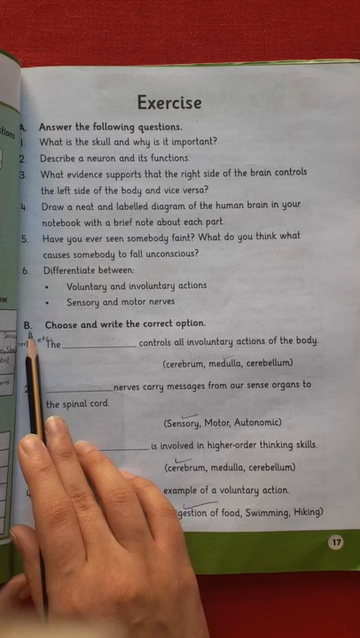 Exercise
A. Answer the following questions.
1. What is the skull and why is it important?
2. Describe a neuron and its functions.
3. What evidence supports that the right side of the brain controls
the left side of the body and vice versa?
4. Draw a neat and labelled diagram of the human brain in your
notebook with a brief note about each part.
5. Have you ever seen somebody faint? What do you think what
causes somebody to fall unconscious?
6. Differentiate between:
• Voluntary and involuntary actions
• Sensory and motor nerves
B. Choose and write the correct option.
The ____________ controls all involuntary actions of the body.
(cerebrum, medulla, cerebellum)
____________ nerves carry messages from our sense organs to
the spinal cord.
(Sensory, Motor, Autonomic)
____________ is involved in higher-order thinking skills.
(cerebrum, medulla, cerebellum)
example of a voluntary action.
gestion of food, Swimming, Hiking)
17